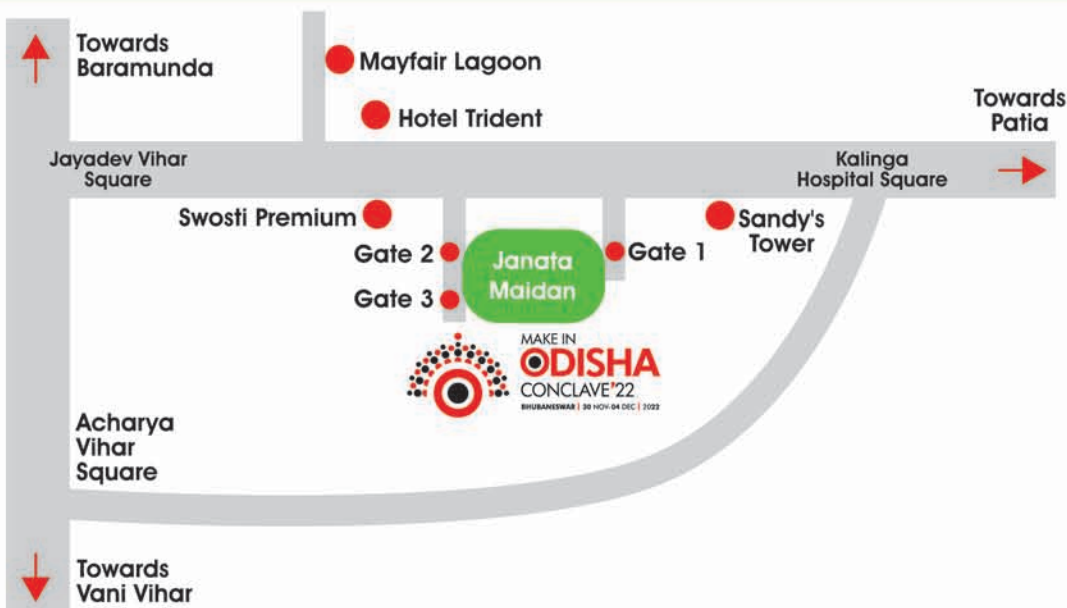 Towards
Baramunda
Mayfair Lagoon
Hotel Trident
Towards
Patia
Jayadev Vihar
Square
Kalinga
Hospital Square
Swosti Premium
Sandy's
Tower
Gate 2
Gate 1
Janata
Maidan
Gate 3
MAKE IN
ODISHA
CONCLAVE'22
BHUBANESWAR | 30 NOV-04 DEC | 2022
Acharya
Vihar
Square
Towards
Vani Vihar